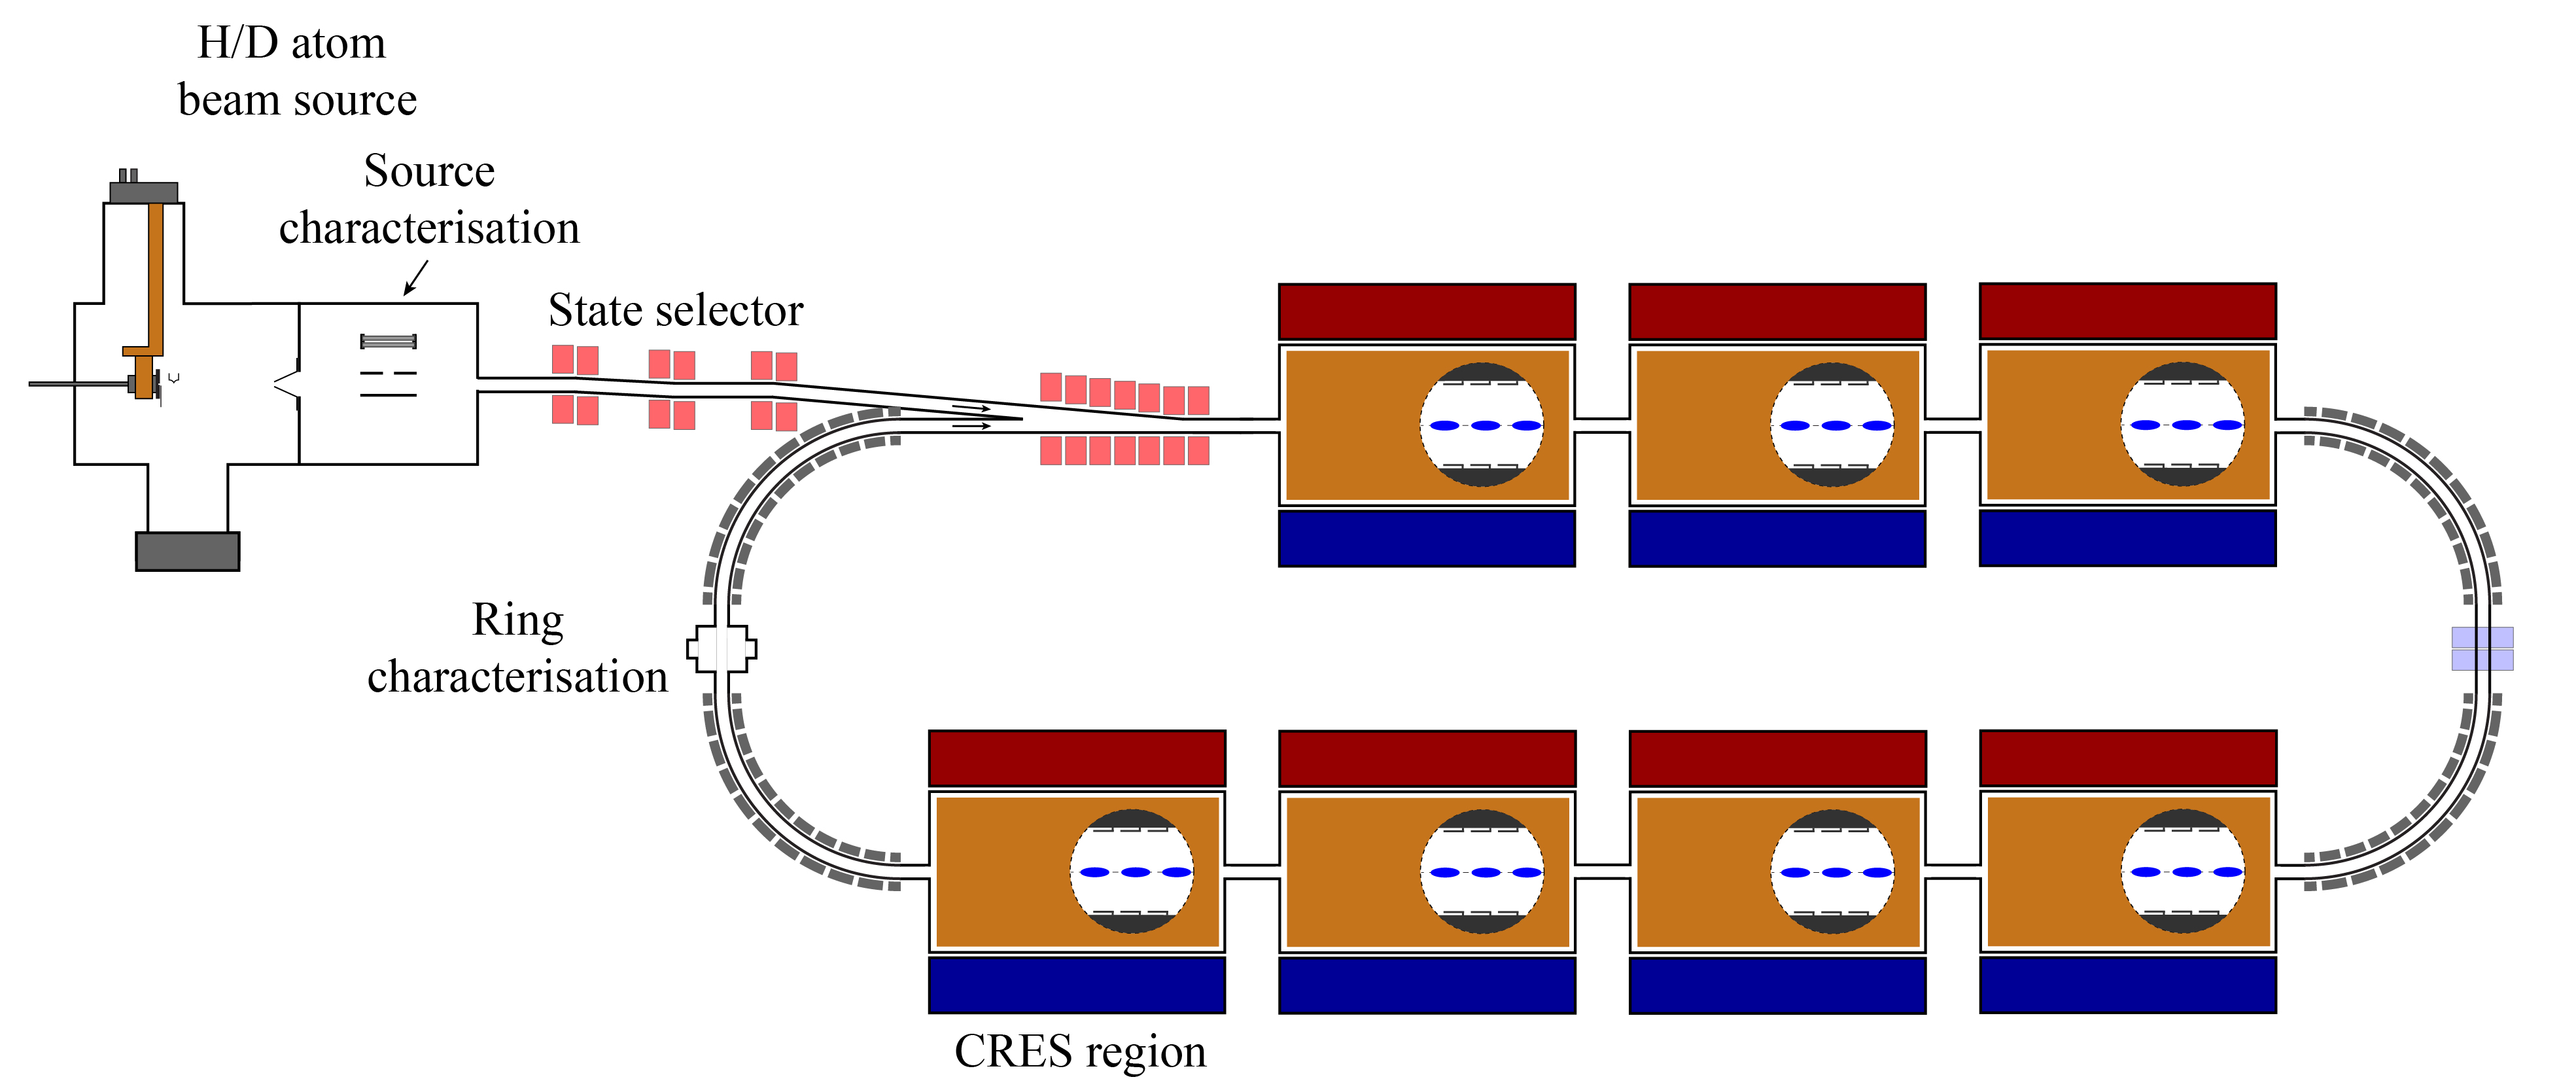 H/D atom
beam source
Source
characterisation
State selector
Ring
characterisation
CRES region